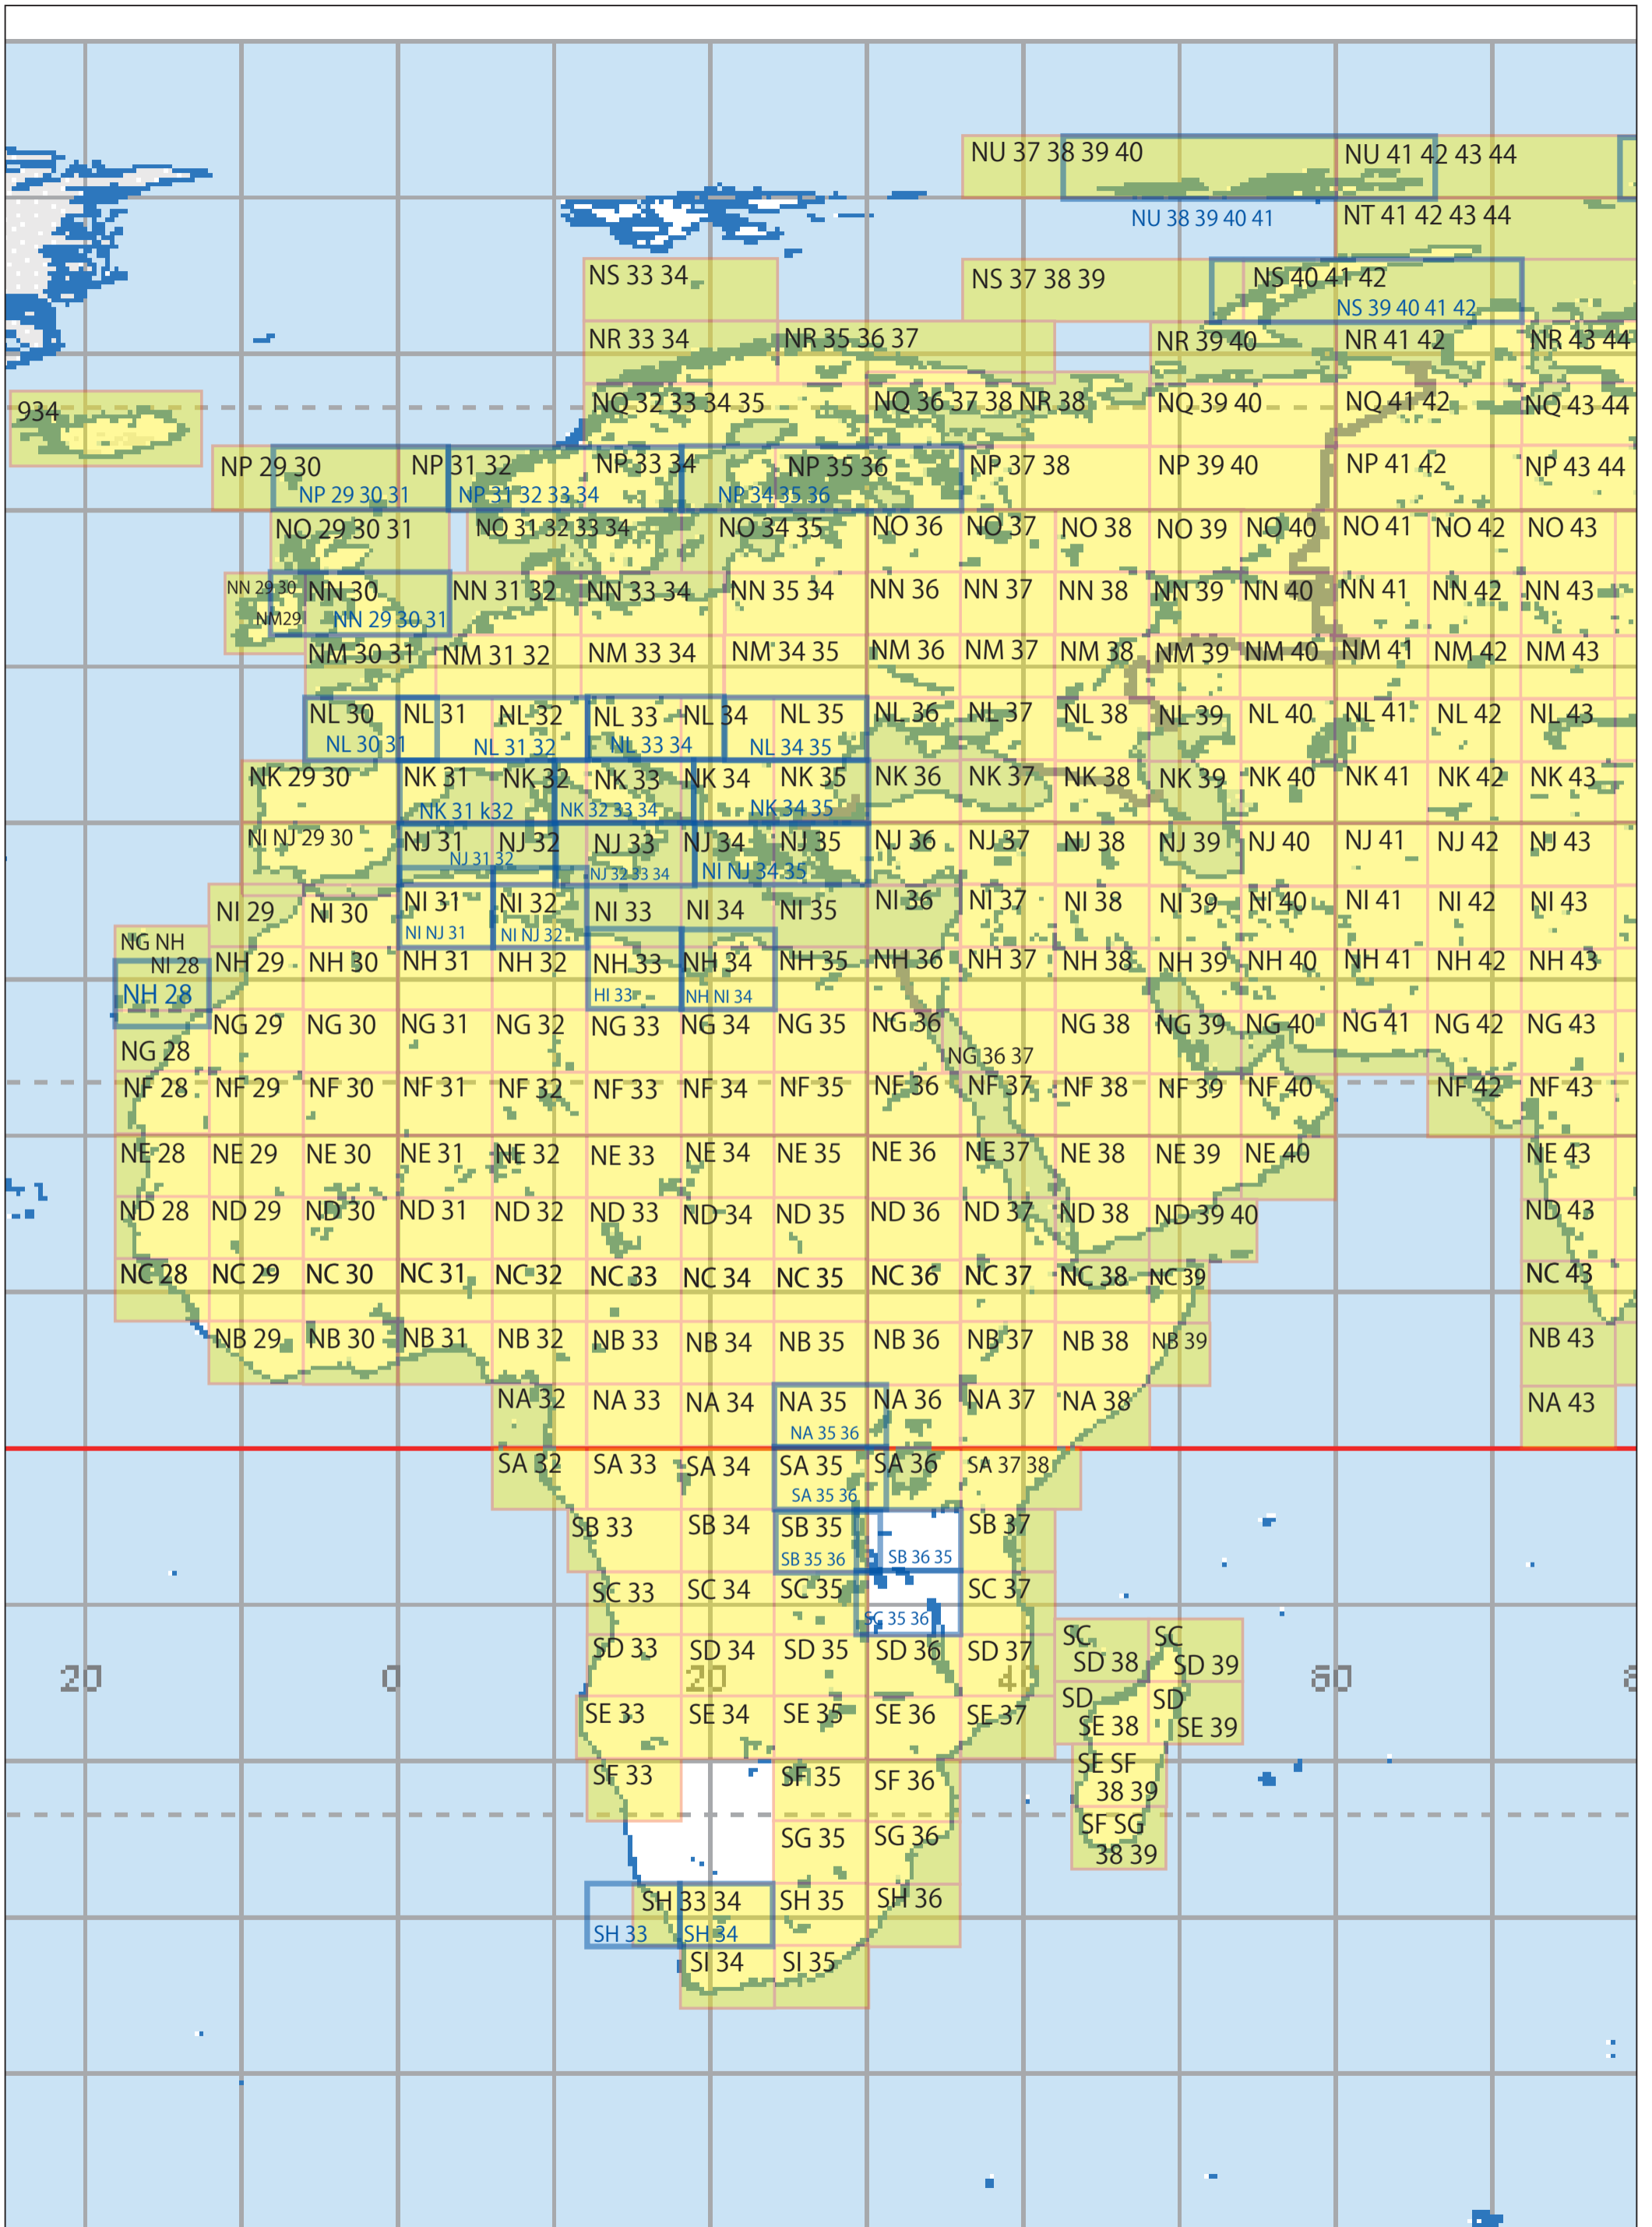 NU 37 38 39 40
NU 41 42 43 44
NU 38 39 40 41
NT 41 42 43 44
NS 33 34
NS 37 38 39
NS 40 41 42
NS 39 40 41 42
NR 33 34
NR 35 36 37
NR 39 40
NR 41 42
NR 43 44
934
NQ 32 33 34 35
NQ 36 37 38 NR 38
NQ 39 40
NQ 41 42
NQ 43 44
NP 29 30
NP 31 32
NP 33 34
NP 35 36
NP 37 38
NP 39 40
NP 41 42
NP 43 44
NP 29 30 31
NP 31 32 33 34
NP 34 35 36
NO 29 30 31
NO 31 32 33 34
NO 34 35
NO 36
NO 37
NO 38
NO 39
NO 40
NO 41
NO 42
NO 43
NN 29 30
NM29
NN 30
NN 29 30 31
NN 31 32
NN 33 34
NN 35 34
NN 36
NN 37
NN 38
NN 39
NN 40
NN 41
NN 42
NN 43
NM 30 31
NM 31 32
NM 33 34
NM 34 35
NM 36
NM 37
NM 38
NM 39
NM 40
NM 41
NM 42
NM 43
NL 30
NL 31
NL 32
NL 33
NL 34
NL 35
NL 36
NL 37
NL 38
NL 39
NL 40
NL 41
NL 42
NL 43
NL 30 31
NL 31 32
NL 33 34
NL 34 35
NK 29 30
NK 31
NK 32
NK 33
NK 34
NK 35
NK 36
NK 37
NK 38
NK 39
NK 40
NK 41
NK 42
NK 43
NK 31 k32
NK 32 33 34
NK 34 35
NI NJ 29 30
NJ 31
NJ 32
NJ 33
NJ 34
NJ 35
NJ 36
NJ 37
NJ 38
NJ 39
NJ 40
NJ 41
NJ 42
NJ 43
NJ 31 32
NJ 32 33 34
NI NJ 34 35
NI 29
NI 30
NI 31
NI 32
NI 33
NI 34
NI 35
NI 36
NI 37
NI 38
NI 39
NI 40
NI 41
NI 42
NI 43
NI NJ 31
NI NJ 32
NG NH
NI 28
NH 28
NH 29
NH 30
NH 31
NH 32
NH 33
NH 34
NH 35
NH 36
NH 37
NH 38
NH 39
NH 40
NH 41
NH 42
NH 43
HI 33
NH NI 34
NG 28
NG 29
NG 30
NG 31
NG 32
NG 33
NG 34
NG 35
NG 36
NG 36 37
NG 38
NG 39
NG 40
NG 41
NG 42
NG 43
NF 28
NF 29
NF 30
NF 31
NF 32
NF 33
NF 34
NF 35
NF 36
NF 37
NF 38
NF 39
NF 40
NF 42
NF 43
NE 28
NE 29
NE 30
NE 31
NE 32
NE 33
NE 34
NE 35
NE 36
NE 37
NE 38
NE 39
NE 40
NE 43
ND 28
ND 29
ND 30
ND 31
ND 32
ND 33
ND 34
ND 35
ND 36
ND 37
ND 38
ND 39 40
ND 43
NC 28
NC 29
NC 30
NC 31
NC 32
NC 33
NC 34
NC 35
NC 36
NC 37
NC 38
NC 39
NC 43
NB 29
NB 30
NB 31
NB 32
NB 33
NB 34
NB 35
NB 36
NB 37
NB 38
NB 39
NB 43
NA 32
NA 33
NA 34
NA 35
NA 36
NA 37
NA 38
NA 43
NA 35 36
SA 32
SA 33
SA 34
SA 35
SA 36
SA 37 38
SA 35 36
SB 33
SB 34
SB 35
SB 37
SB 35 36
SB 36 35
SC 33
SC 34
SC 35
SC 37
SC 35 36
SD 33
SD 34
SD 35
SD 36
SD 37
SC
SD 38
SC
SD 39
20
0
20
40
60
8
SE 33
SE 34
SE 35
SE 36
SE 37
SD
SE 38
SD
SE 39
SF 33
SF 35
SF 36
SE SF
38 39
SG 35
SG 36
SF SG
38 39
SH 33 34
SH 35
SH 36
SH 33
SH 34
SI 34
SI 35